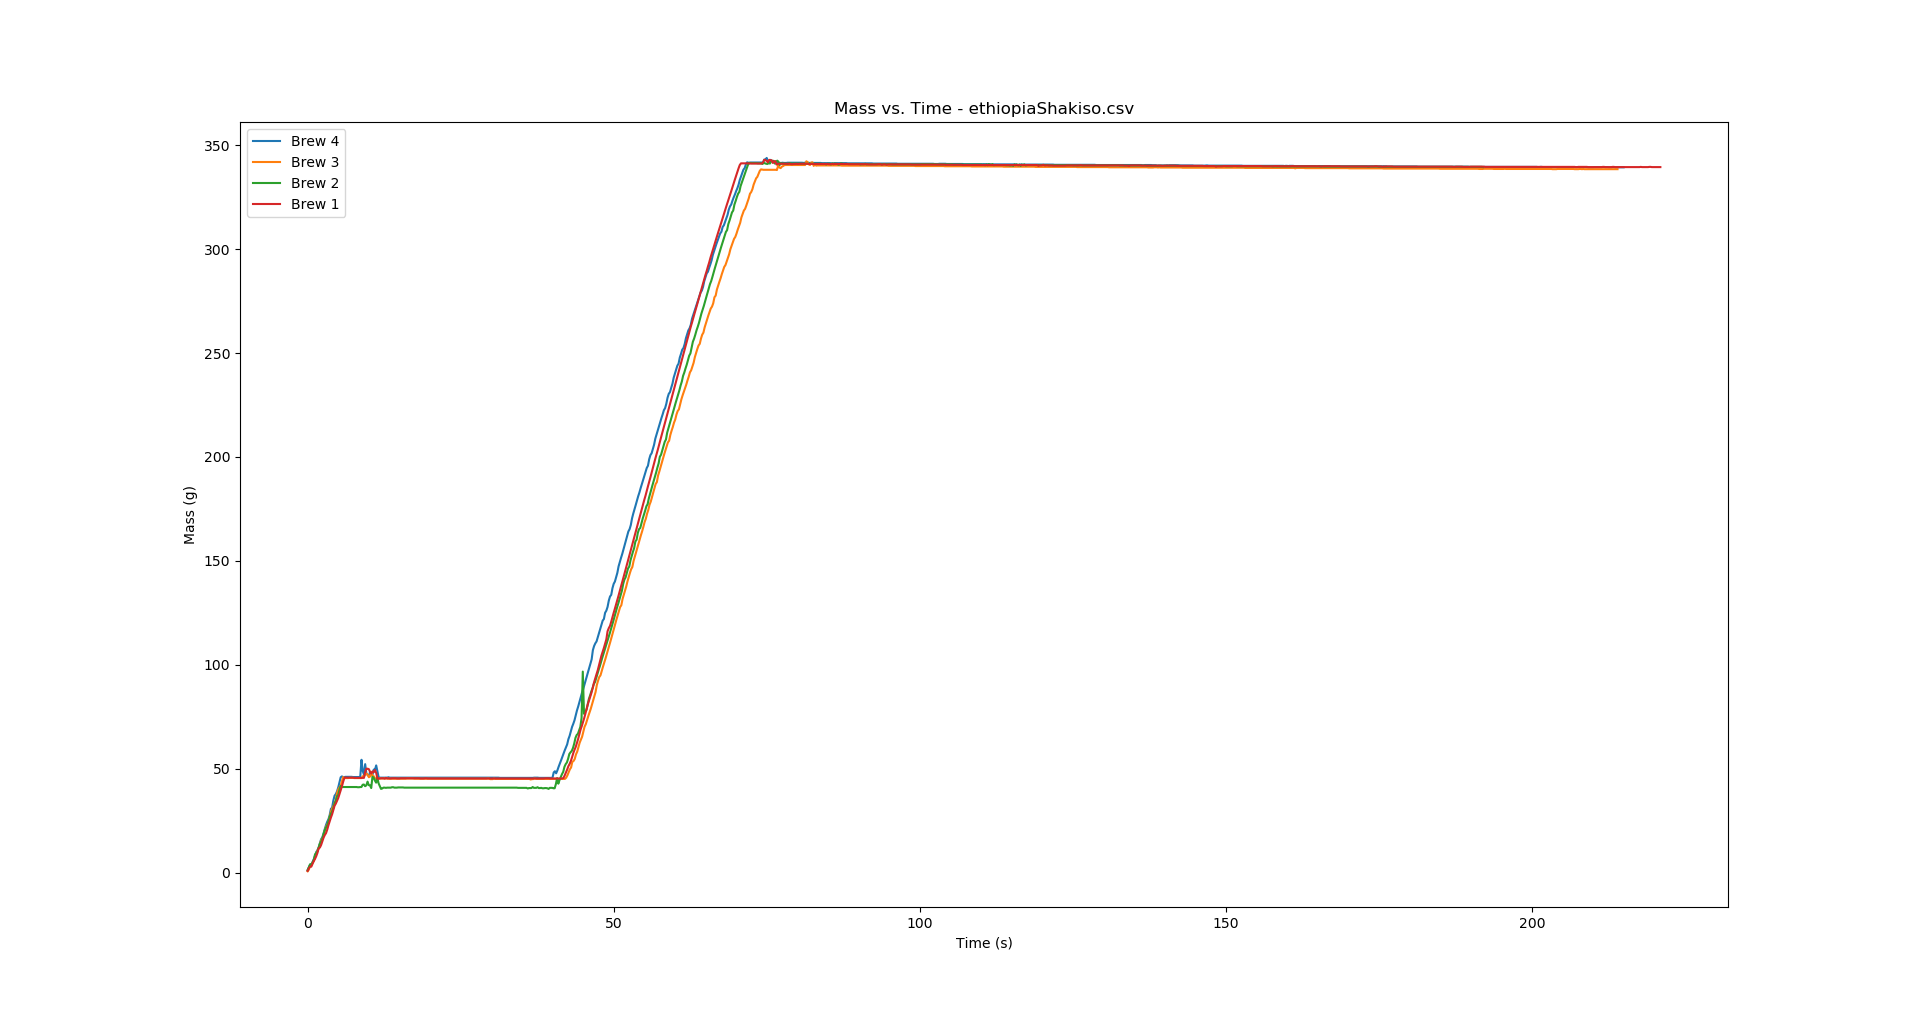 Mass vs. Time - ethiopiaShakiso.csv
Brew 4
Brew 3
Brew 2
Brew 1
350
300
250
200
150
100
50
0
Mass (g)
0 50 100 150 200
Time (s)